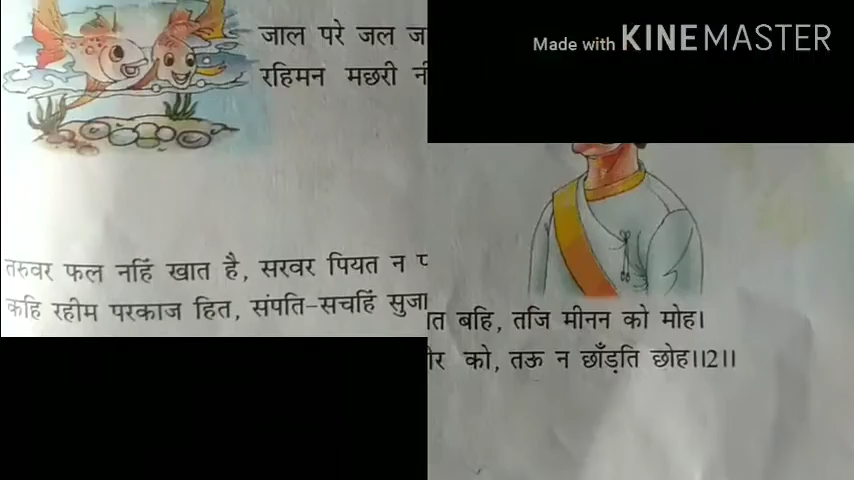 जाल परे जल ज
रहिमन मछरी नी
Made with KINEMASTER
तरुवर फल नहिं खात है, सरवर पियत न प
कहि रहीम परकाज हित, संपति-सचहिं सुजा
ात बहि, तजि मीनन को मोह।
ीर को, तऊ न छाँड़ति छोह।।2।।